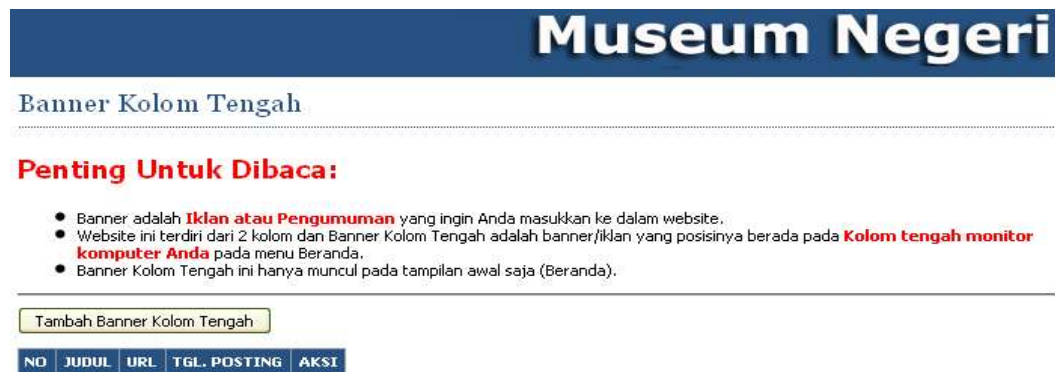 Museum Negeri
Banner Kolom Tengah
Penting Untuk Dibaca:
Banner adalah Iklan atau Pengumuman yang ingin Anda masukkan ke dalam website.
Website ini terdiri dari 2 kolom dan Banner Kolom Tengah adalah banner/iklan yang posisinya berada pada Kolom tengah monitor
komputer Anda pada menu Beranda.
Banner Kolom Tengah ini hanya muncul pada tampilan awal saja (Beranda).
Tambah Banner Kolom Tengah
NO JUDUL URL TGL. POSTING AKSI